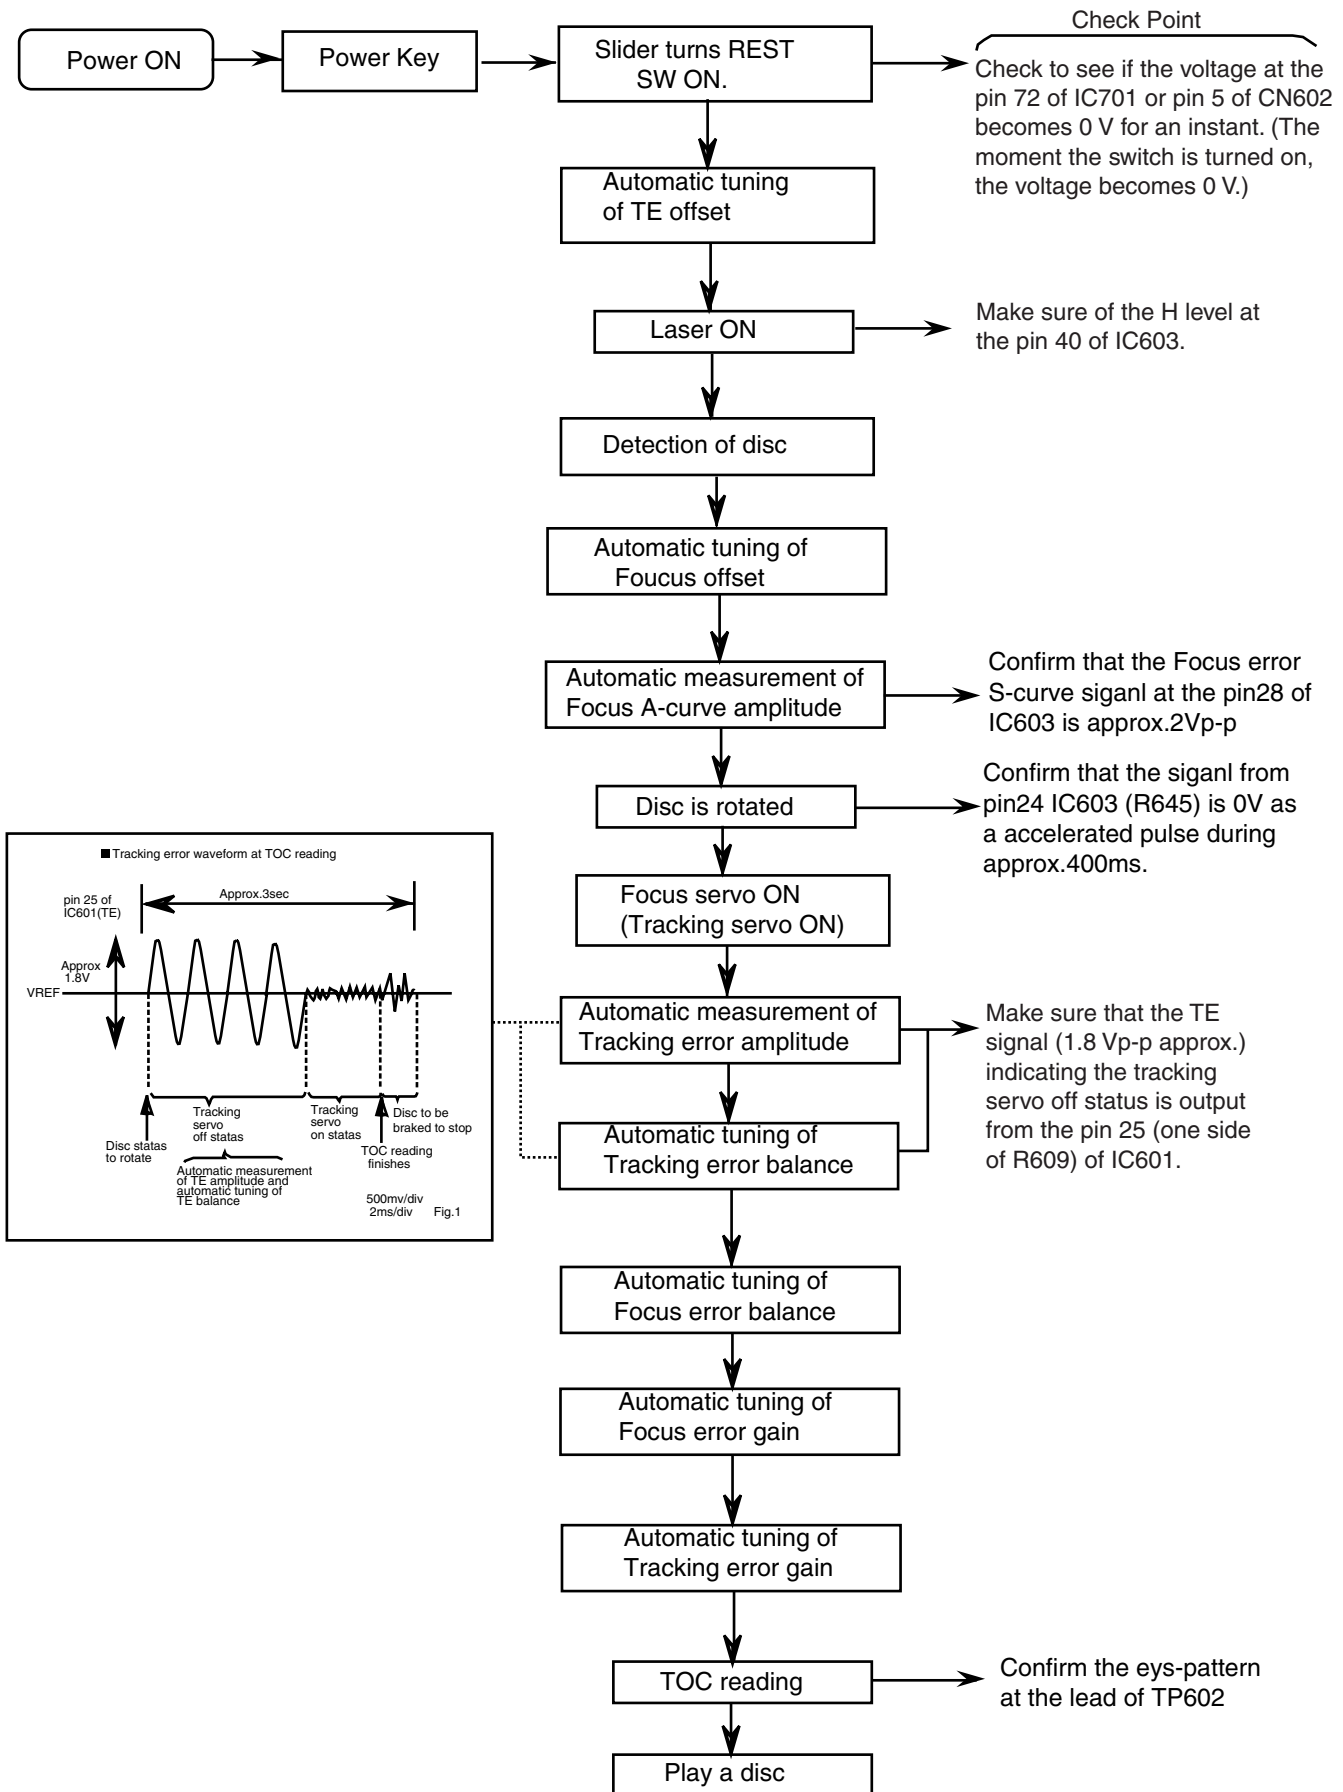 Check Point
Power ON
Power Key
Slider turns REST
SW ON.
Check to see if the voltage at the
pin 72 of IC701 or pin 5 of CN602
becomes 0 V for an instant. (The
moment the switch is turned on,
the voltage becomes 0 V.)
Automatic tuning
of TE offset
Laser ON
Make sure of the H level at
the pin 40 of IC603.
Detection of disc
Automatic tuning of
Foucus offset
Automatic measurement of
Focus A-curve amplitude
Confirm that the Focus error
S-curve siganl at the pin28 of
IC603 is approx.2Vp-p
Disc is rotated
Confirm that the siganl from
pin24 IC603 (R645) is 0V as
a accelerated pulse during
approx.400ms.
Focus servo ON
(Tracking servo ON)
■ Tracking error waveform at TOC reading
pin 25 of
IC601(TE)
Approx.3sec
Approx
1.8V
VREF
Tracking
servo
off statas
Tracking
servo
on statas
Disc to be
braked to stop
Disc statas
to rotate
TOC reading
finishes
Automatic measurement
of TE amplitude and
automatic tuning of
TE balance
500mv/div
2ms/div
Fig.1
Automatic measurement of
Tracking error amplitude
Make sure that the TE
signal (1.8 Vp-p approx.)
indicating the tracking
servo off status is output
from the pin 25 (one side
of R609) of IC601.
Automatic tuning of
Tracking error balance
Automatic tuning of
Focus error balance
Automatic tuning of
Focus error gain
Automatic tuning of
Tracking error gain
TOC reading
Confirm the eys-pattern
at the lead of TP602
Play a disc